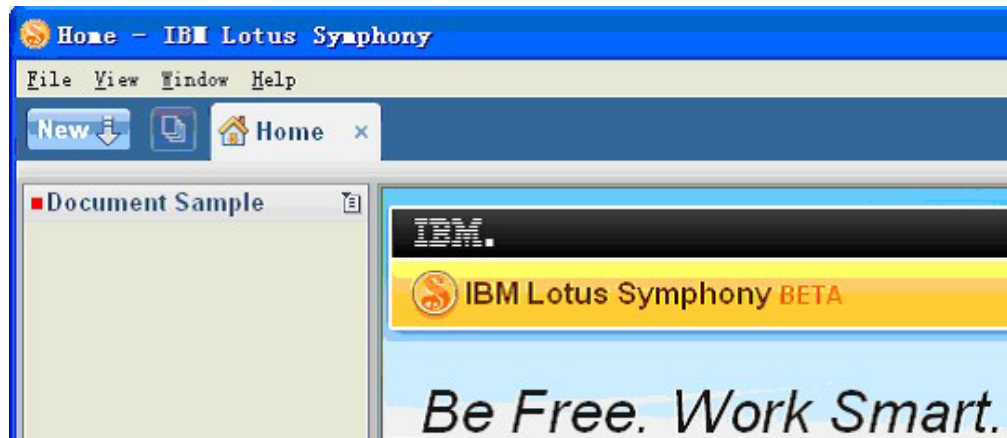 Home - IBM Lotus Symphony
File View Window Help
New Home ×
Document Sample
IBM.
IBM Lotus Symphony BETA
Be Free. Work Smart.